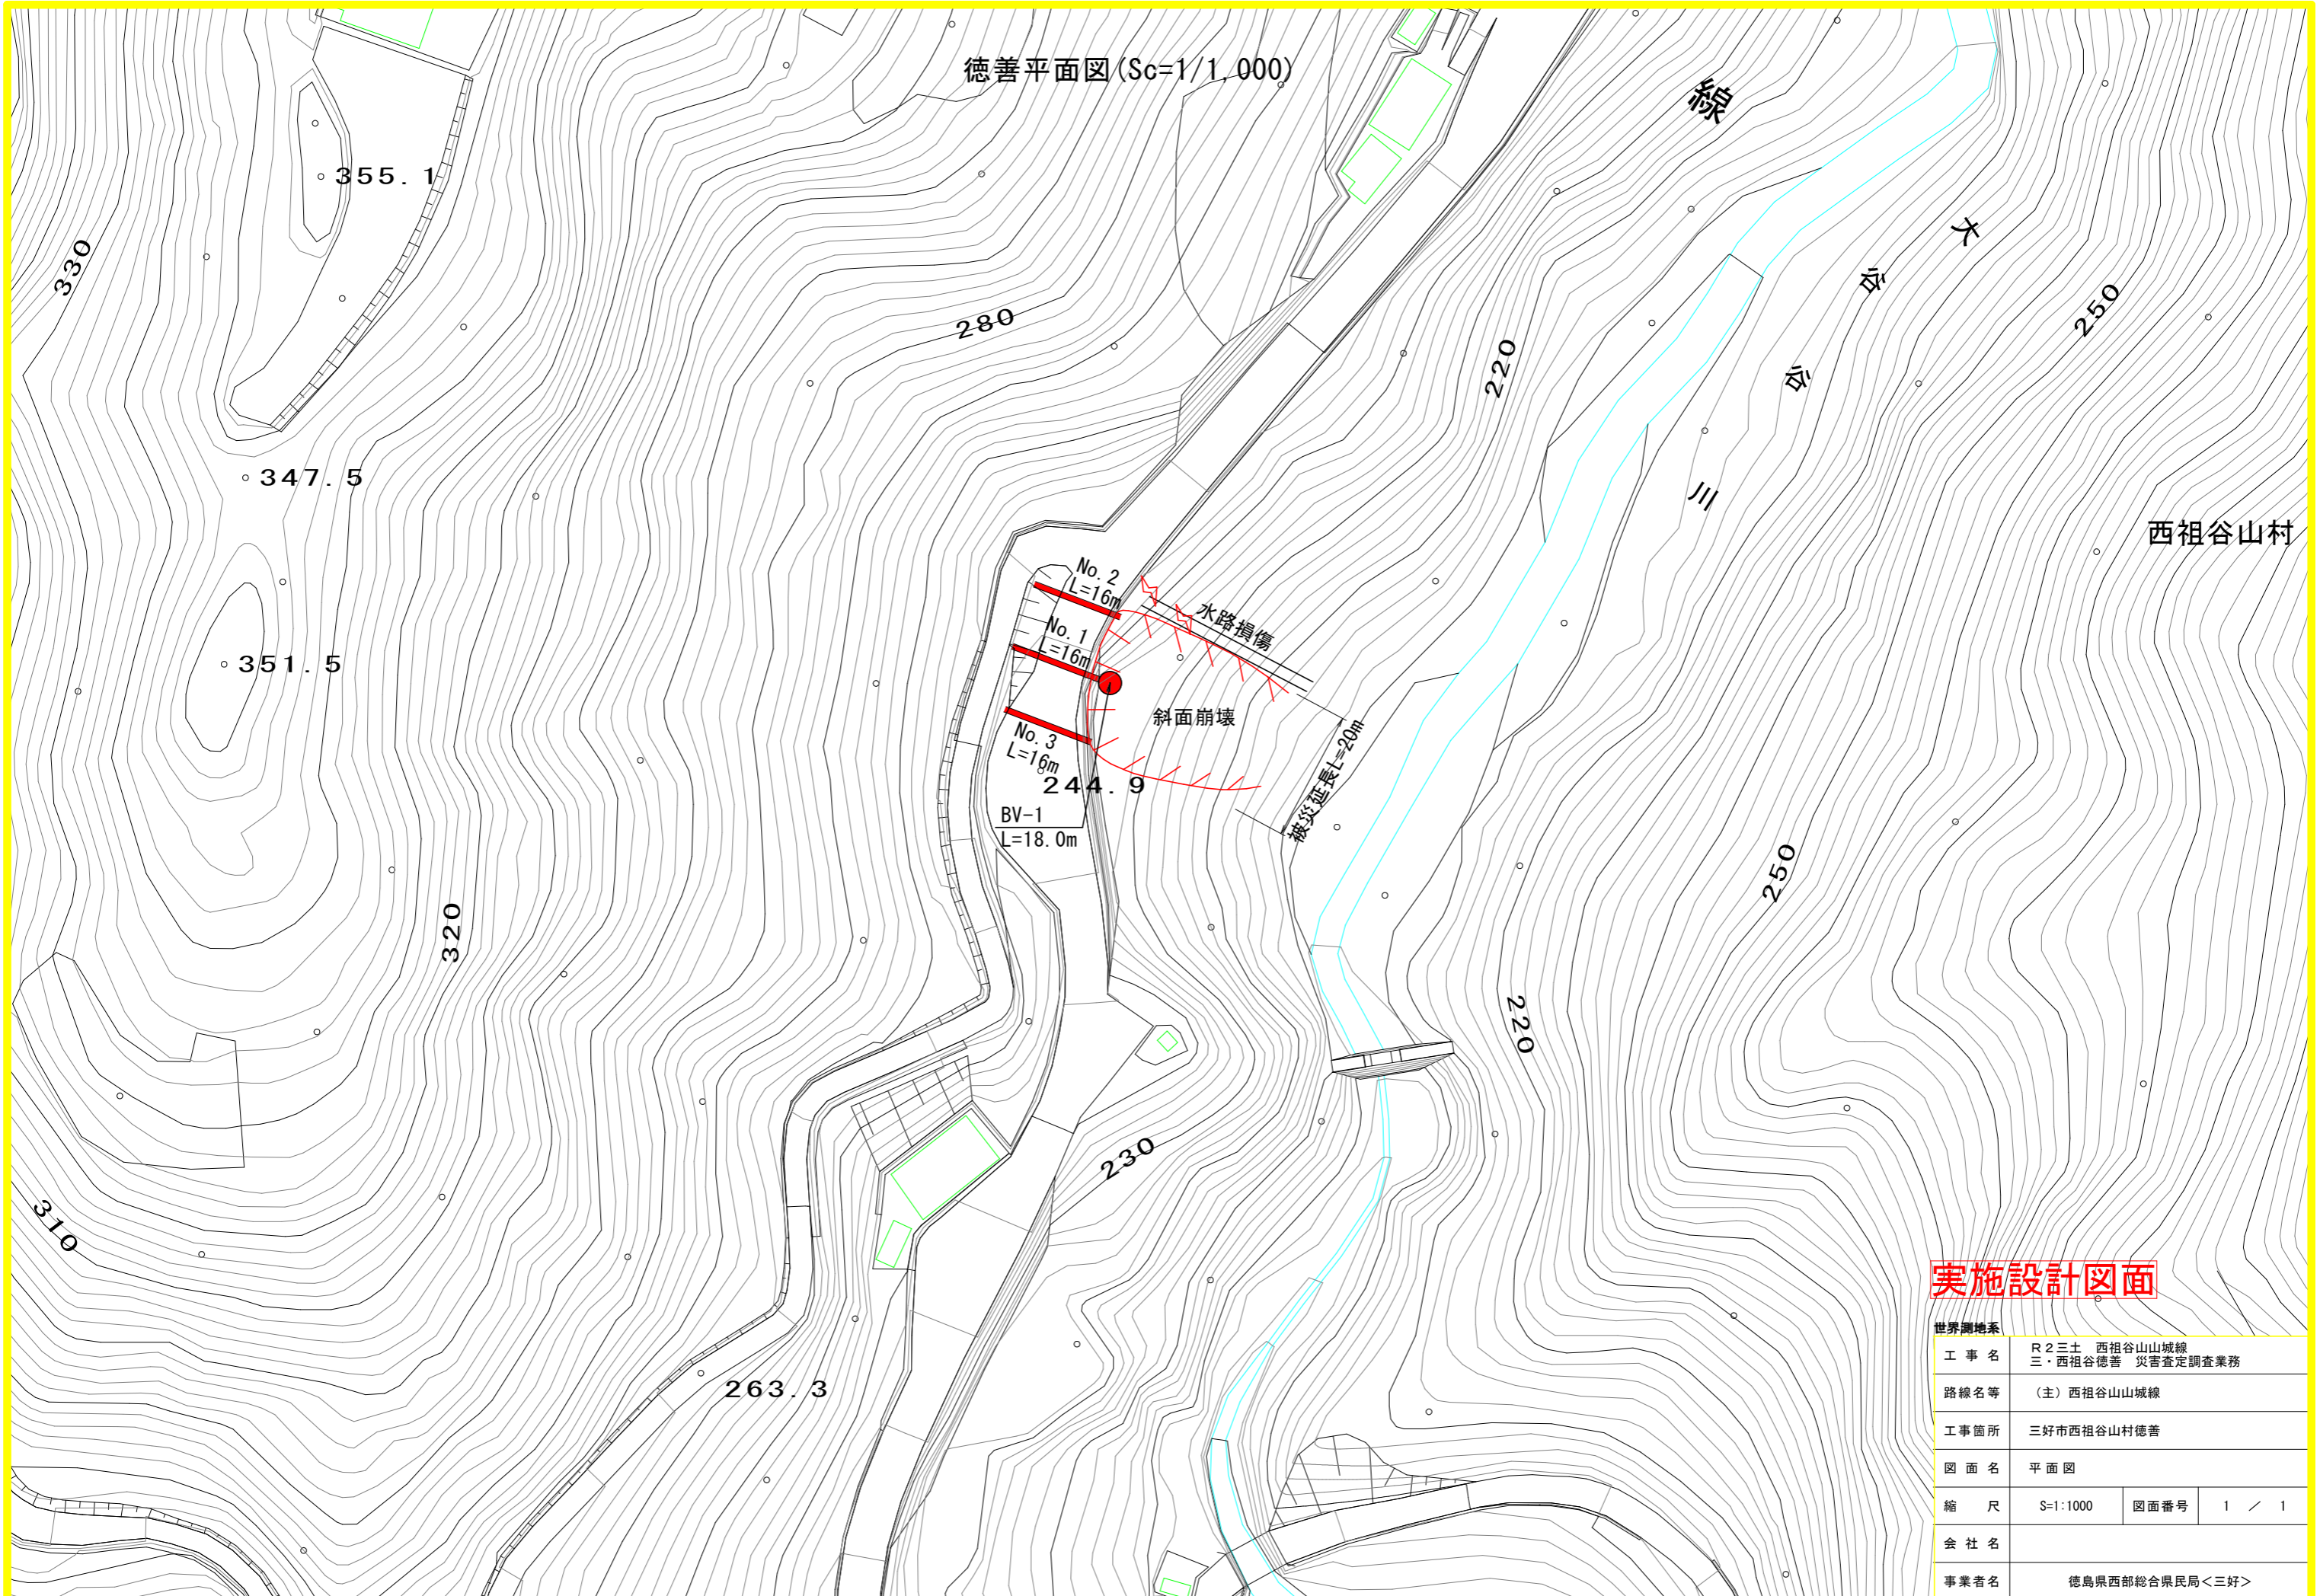 徳善平面図(Sc=1/1,000)
線
355.1
330
大
谷
280
250
220
谷
347.5
川
西祖谷山村
No.2
L=16m
水路損傷
No.1
L=16m
351.5
斜面崩壊
No.3
L=16m
被災延長L=20m
244.9
BV-1
L=18.0m
250
320
220
230
310
実施設計図面
世界測地系
工事名 R2三土 西祖谷山山城線
三・西祖谷徳善 災害査定調査業務
263.3
路線名等 (主)西祖谷山山城線
工事箇所 三好市西祖谷山村徳善
図面名 平面図
縮尺 S=1:1000 図面番号 1 / 1
会社名
事業者名 徳島県西部総合県民局<三好>